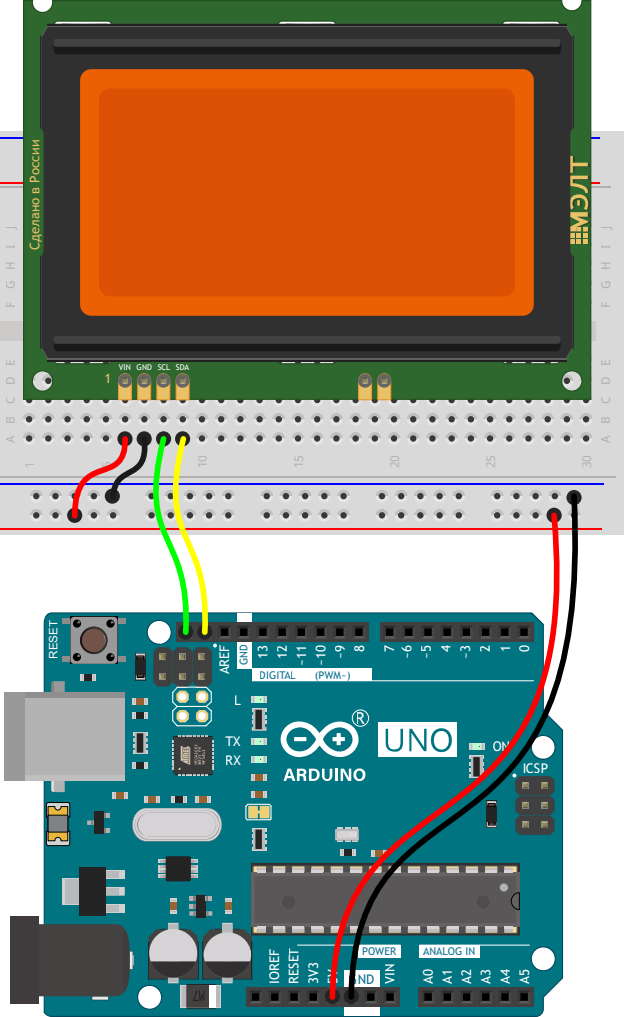 Сделано в России
МЭЛТ
J
I
H
G
F
J
I
H
G
F
E
D
C
B
A
E
D
C
B
A
1
VIN GND SCL SDA
1 10 15 20 25 30
RESET
AREF
GND
13
12
~11
~10
~9
8
7
~6
~5
4
~3
2
1
0
DIGITAL (PWM~)
L
TX
RX
®
UNO
ARDUINO
ON
ICSP
POWER
ANALOG IN
IOREF
RESET
3V3
GND
VIN
A0
A1
A2
A3
A4
A5